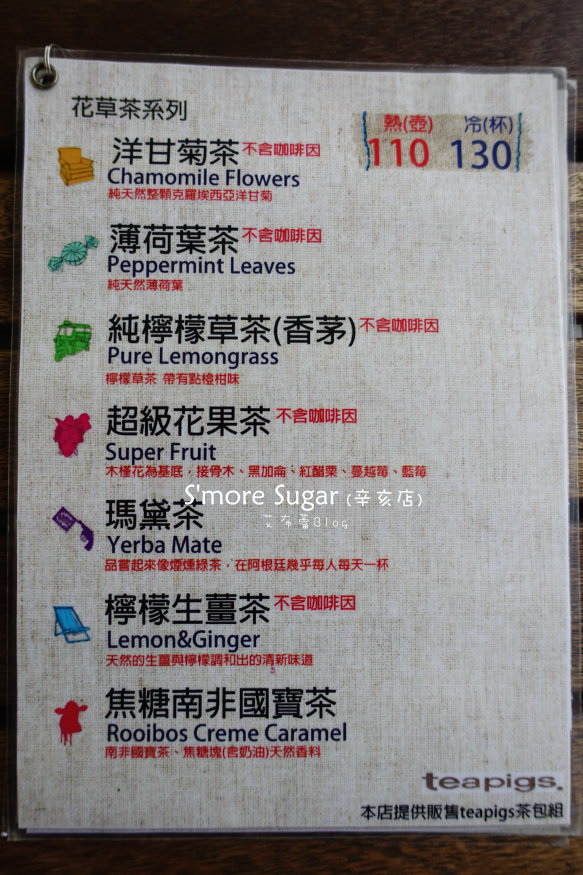 花草茶系列
熱(壺) 冷(杯)
110 130
洋甘菊茶 不含咖啡因
Chamomile Flowers
純天然整顆克羅埃西亞洋甘菊
薄荷葉茶 不含咖啡因
Peppermint Leaves
純天然薄荷葉
純檸檬草茶(香茅) 不含咖啡因
Pure Lemongrass
檸檬草茶 帶有點橙柑味
超級花果茶 不含咖啡因
Super Fruit
木槿花為基底，接骨木、黑加侖、紅醋栗、蔓越莓、藍莓
S'more Sugar (辛亥店)
瑪黛茶
艾布蕾Blog
Yerba Mate
品嘗起來像煙燻綠茶，在阿根廷幾乎每人每天一杯
檸檬生薑茶 不含咖啡因
Lemon&Ginger
天然的生薑與檸檬調和出的清新味道
焦糖南非國寶茶
Rooibos Creme Caramel
南非國寶茶、焦糖塊(含奶油)天然香料
teapigs.
本店提供販售teapigs茶包組